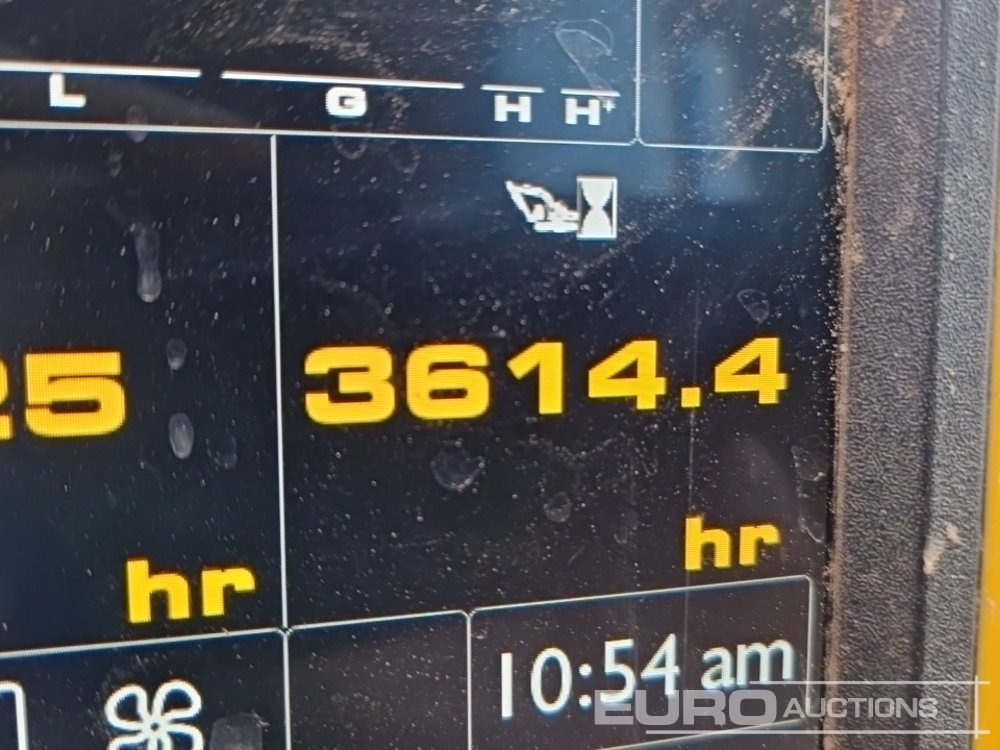 L G H H+
25 3614.4
hr hr
10:54 am
EURO AUCTIONS